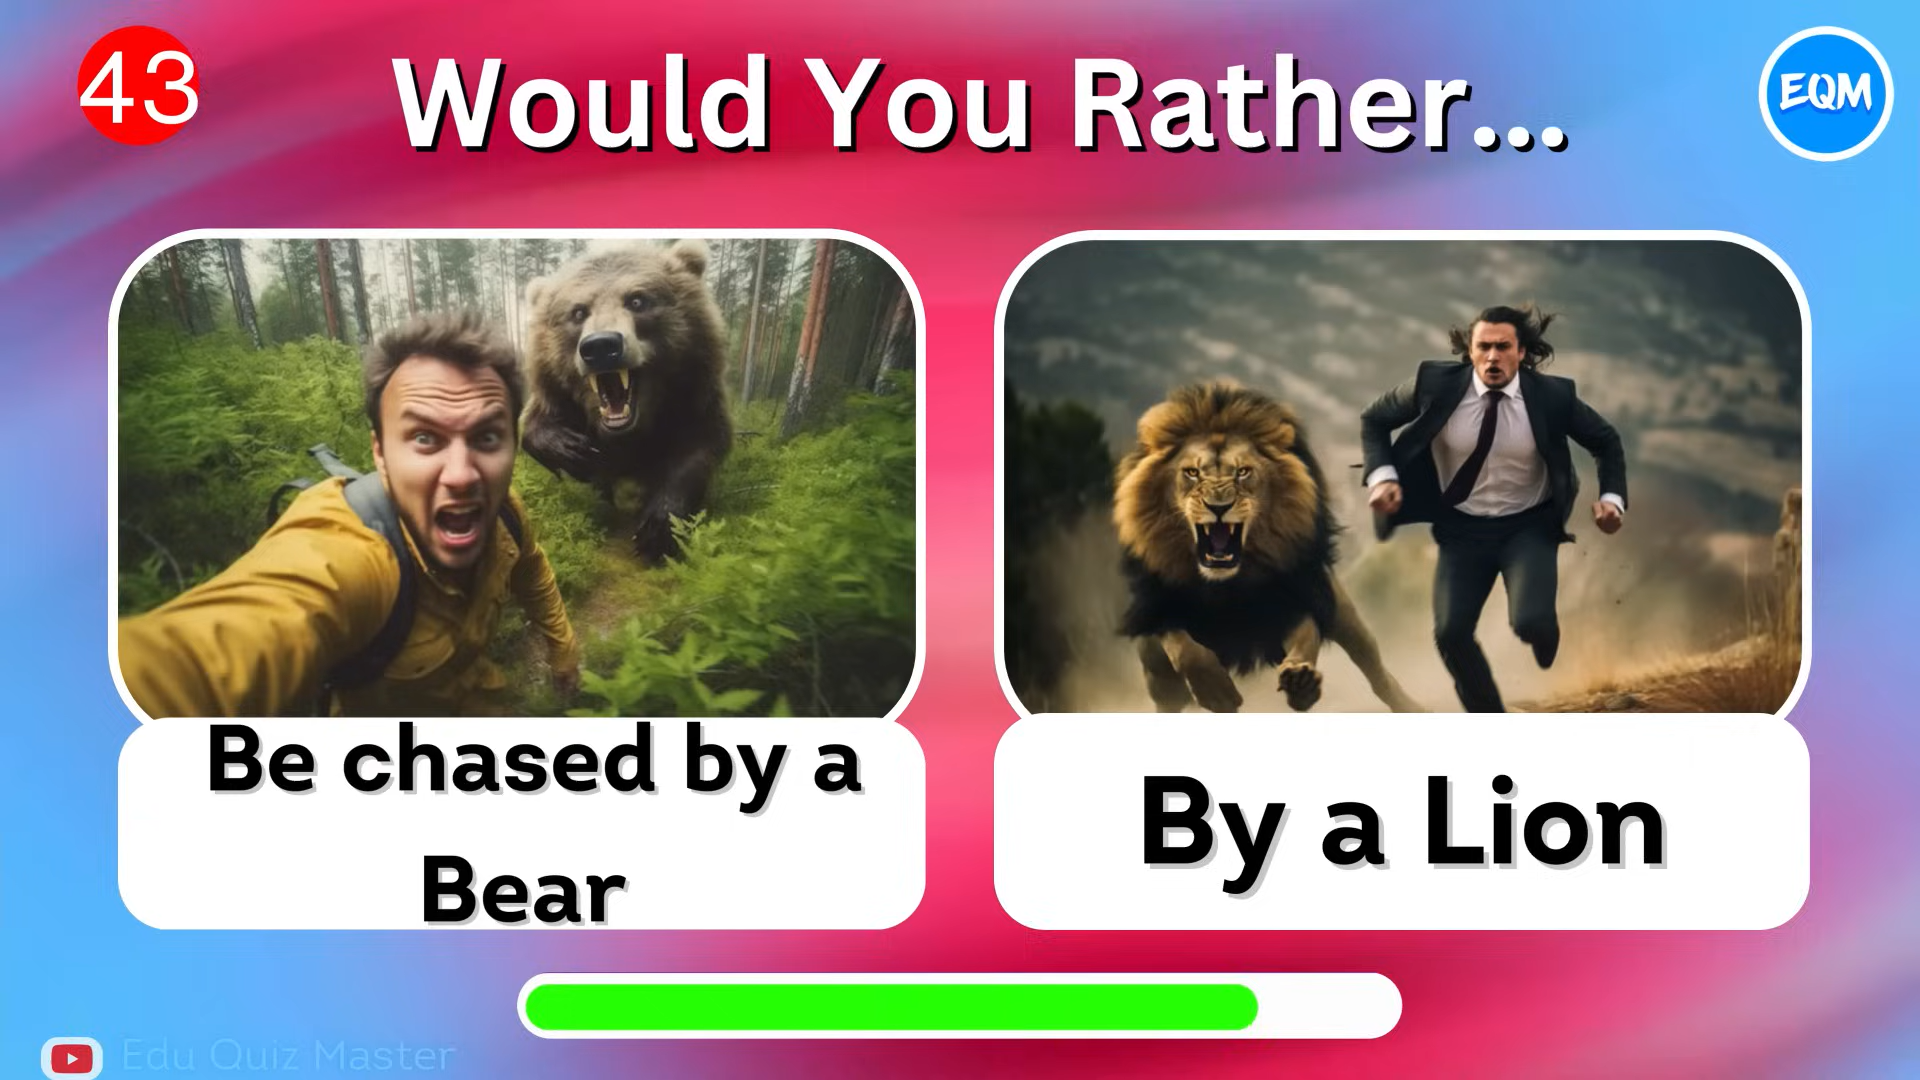 43
Would You Rather...
EQM
Be chased by a
Bear
By a Lion
Edu Quiz Master